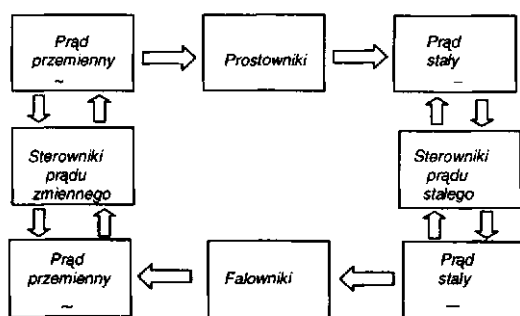 Prąd
przemienny
~
Prostowniki
Prąd
stały
–
Sterowniki
prądu
zmiennego
Sterowniki
prądu
stałego
Prąd
przemienny
~
Falowniki
Prąd
stały
—